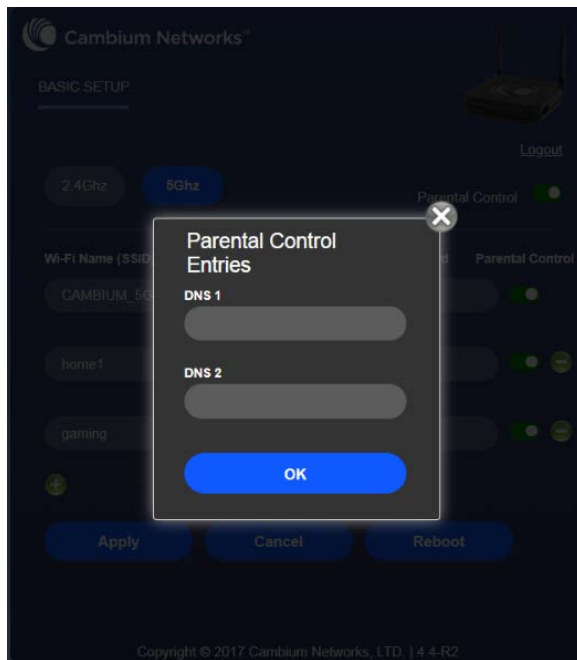 Cambium Networks™
BASIC SETUP
Logout
2.4Ghz 5Ghz
Parental Control
Parental Control
Entries
Wi-Fi Name (SSID Parental Control
DNS 1
CAMBIUM_5G
home1
DNS 2
gaming
OK
Apply Cancel Reboot
Copyright © 2017 Cambium Networks, LTD. | 4.4-R2